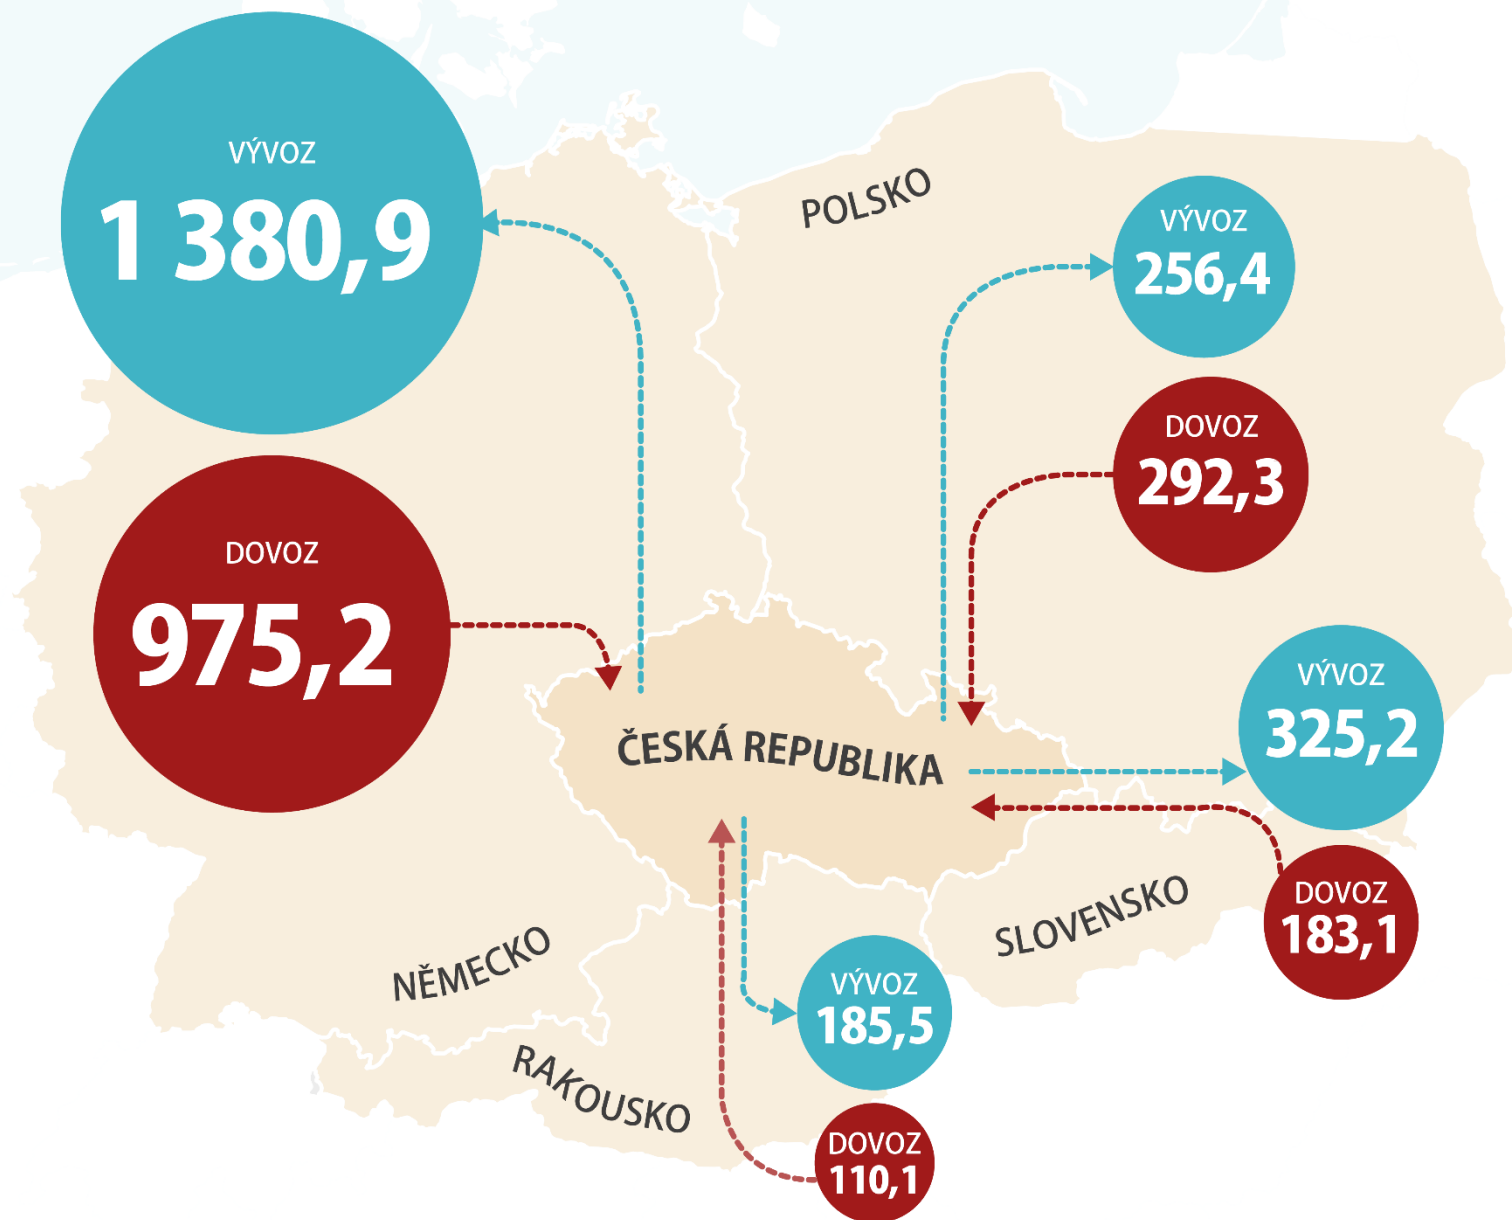 VÝVOZ
1 380,9
DOVOZ
975,2
POLSKO
VÝVOZ
256,4
DOVOZ
292,3
ČESKÁ REPUBLIKA
VÝVOZ
325,2
DOVOZ
183,1
SLOVENSKO
NĚMECKO
VÝVOZ
185,5
RAKOUSKO
DOVOZ
110,1